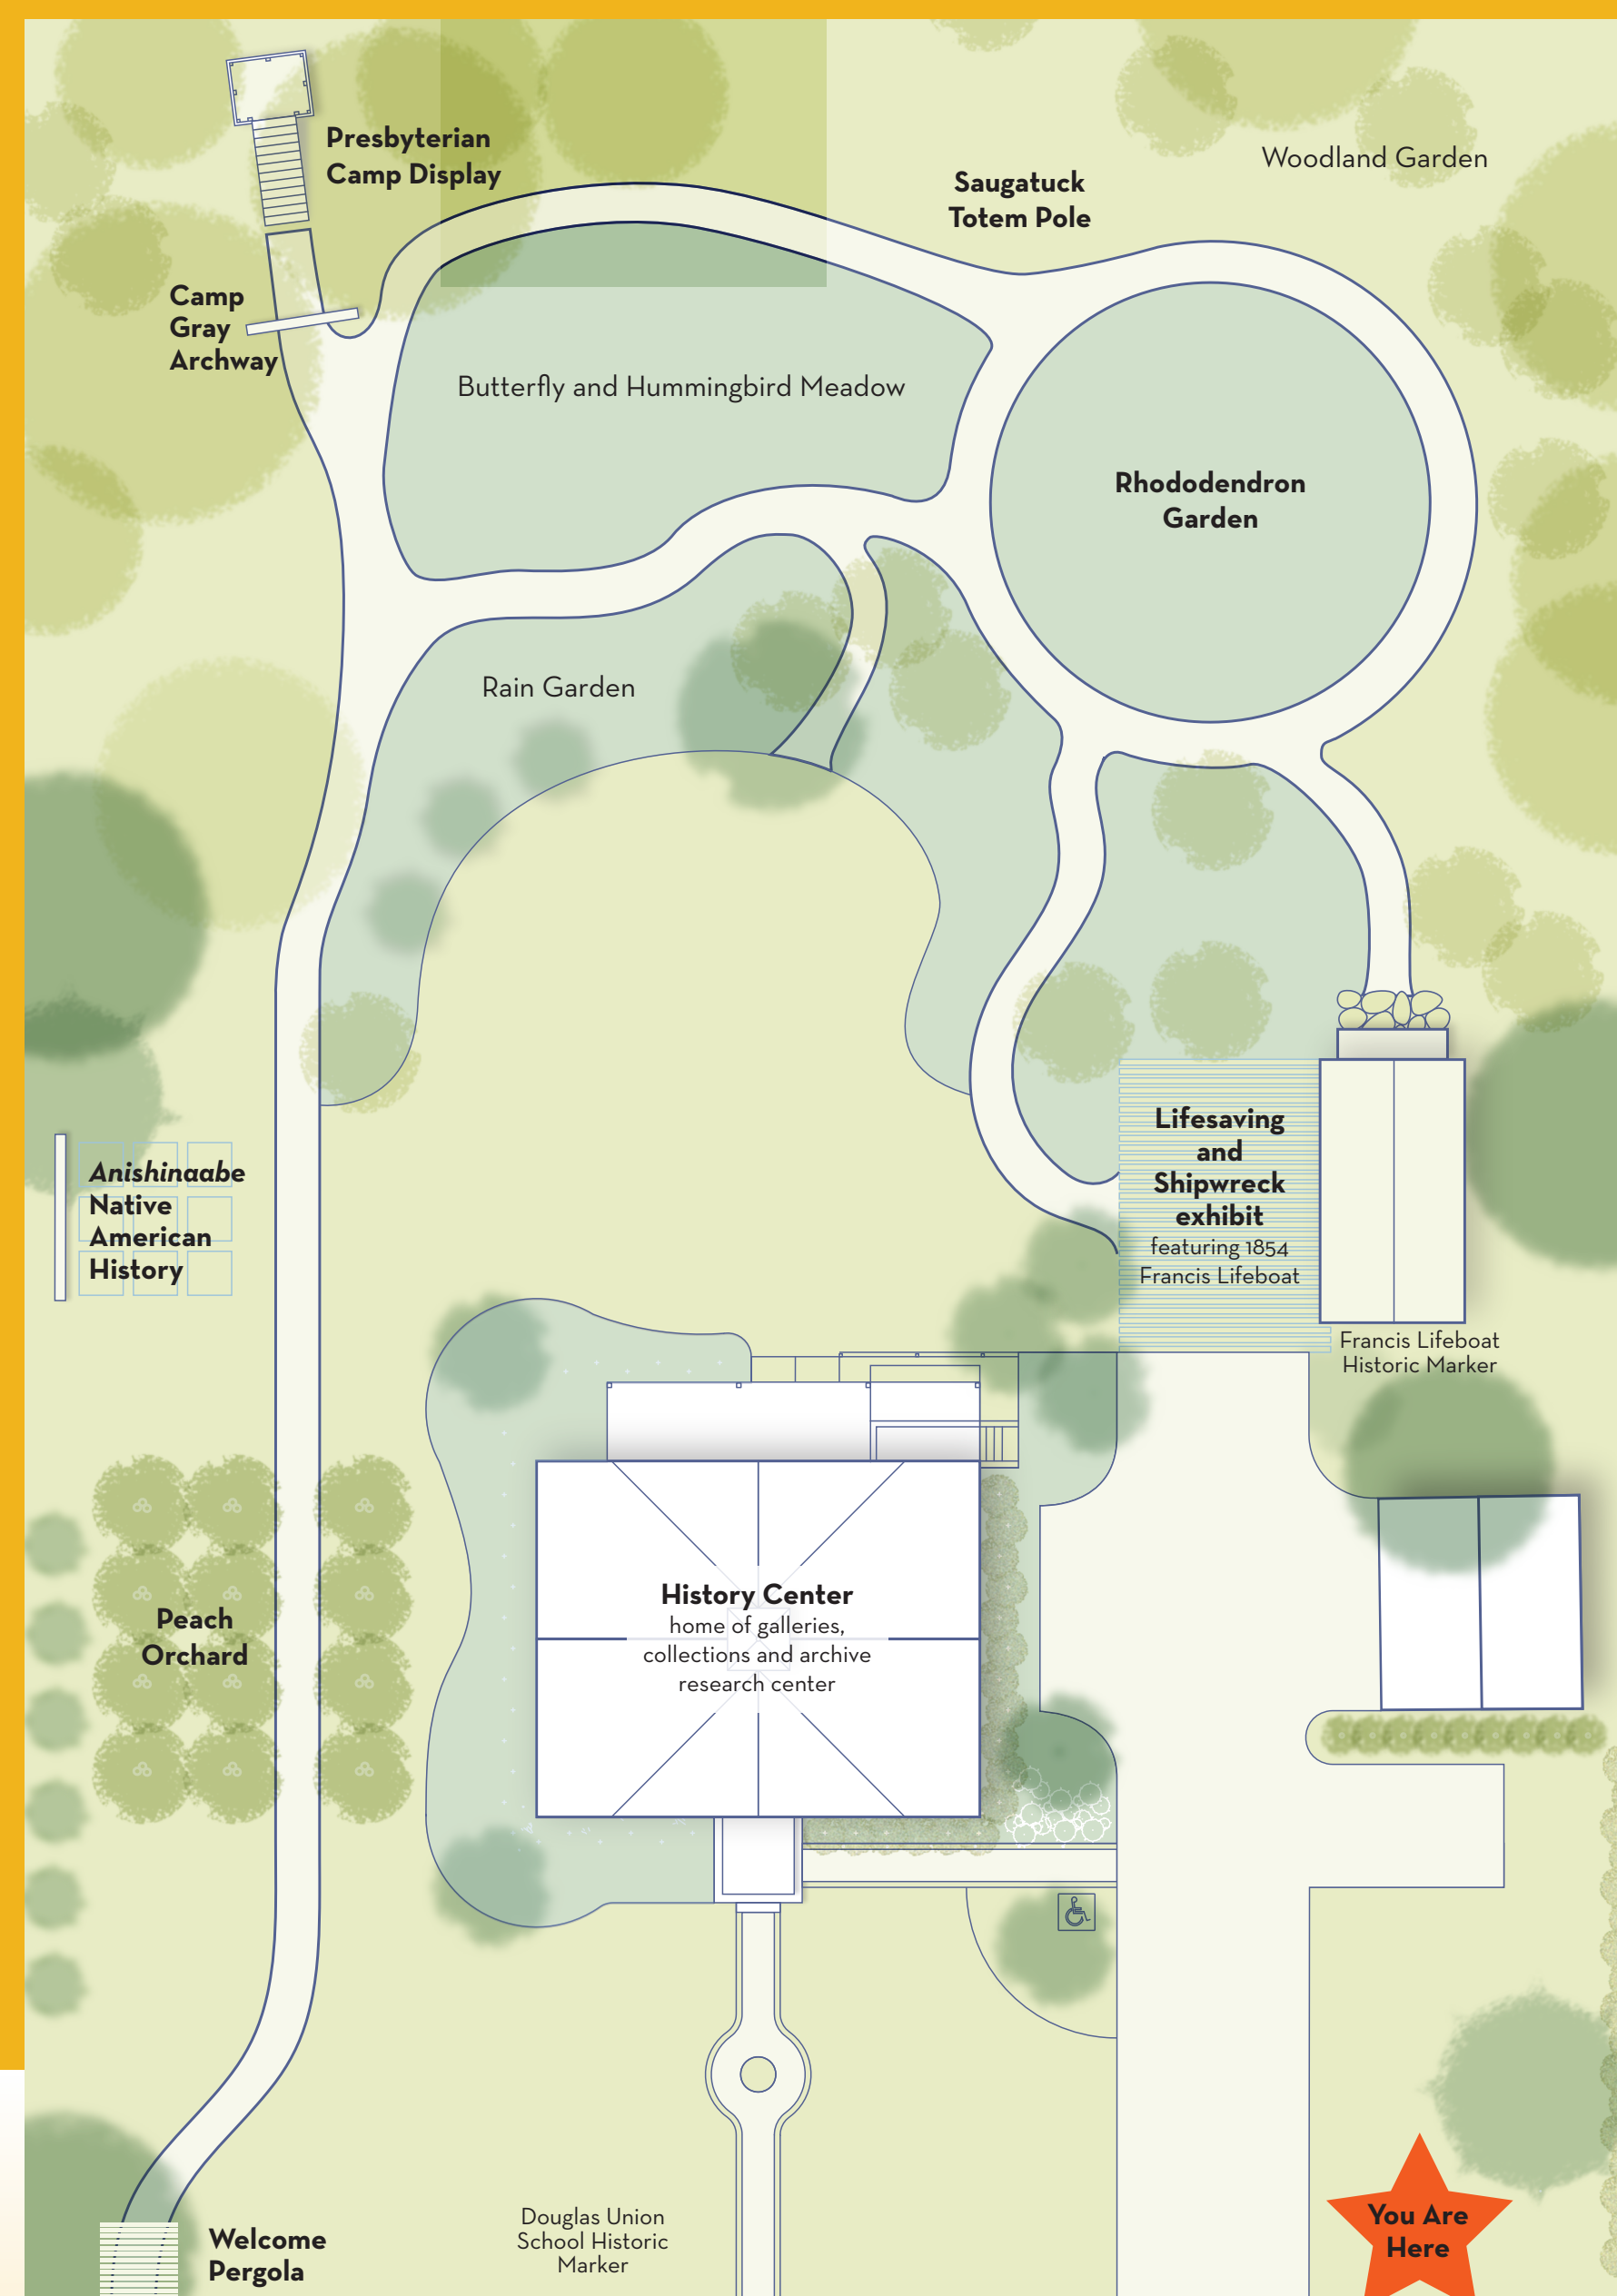 Presbyterian
Camp Display
Woodland Garden
Saugatuck
Totem Pole
Camp
Gray
Archway
Butterfly and Hummingbird Meadow
Rhododendron
Garden
Rain Garden
Lifesaving
and
Shipwreck
exhibit
featuring 1854
Francis Lifeboat
Anishinaabe
Native
American
History
Francis Lifeboat
Historic Marker
History Center
home of galleries,
collections and archive
research center
Peach
Orchard
Douglas Union
School Historic
Marker
You Are
Here
Welcome
Pergola